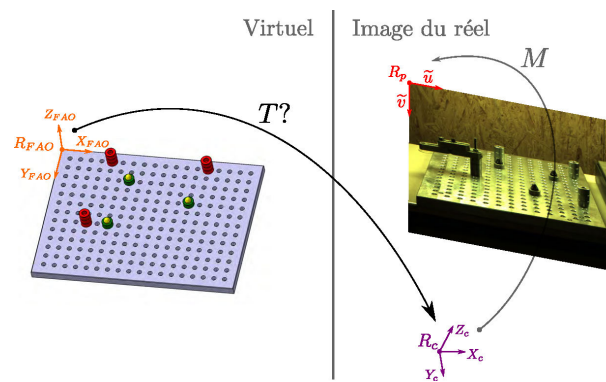 Virtuel
Image du réel
M
R_p
ũ
ṽ
Z_FAO
T?
R_FAO
X_FAO
Y_FAO
Z_c
R_c
X_c
Y_c